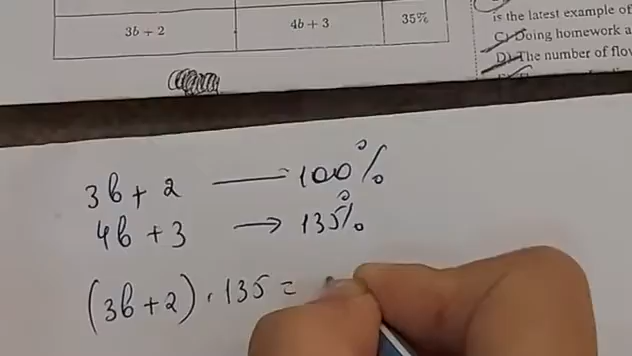 3b + 2
4b + 3
35%
is the latest example of
C) Doing homework a
D) The number of flo
3b + 2 — 100%
4b + 3 → 135%
(3b + 2) · 135 =